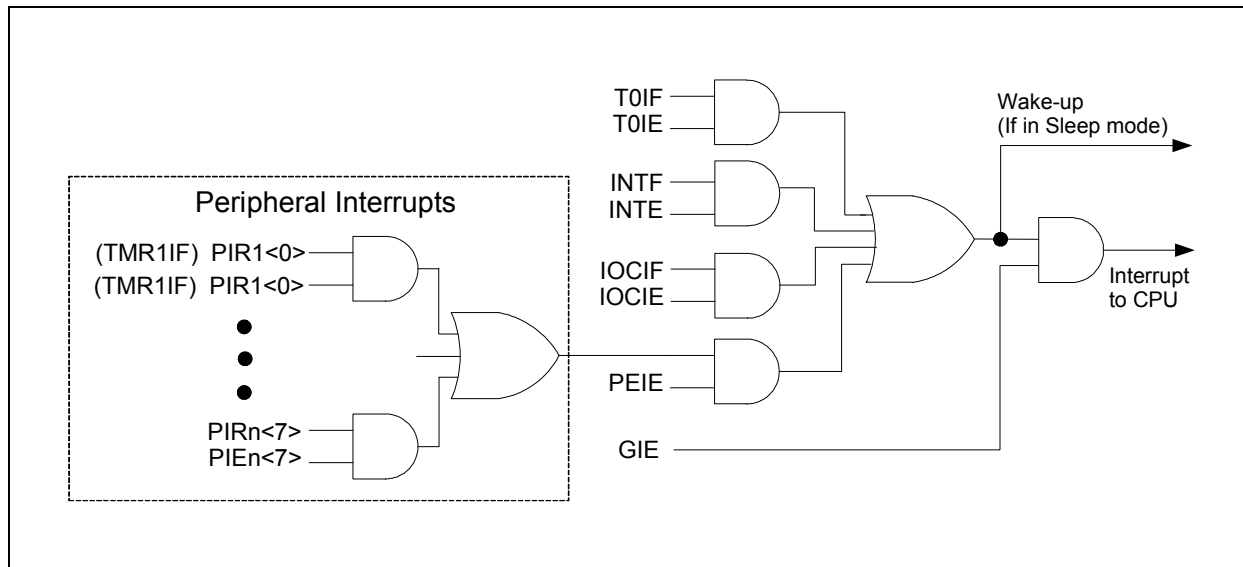 Peripheral Interrupts
(TMR1IF) PIR1<0>
(TMR1IF) PIR1<0>
PIRn<7>
PIEn<7>
T0IF
T0IE
INTF
INTE
IOCIF
IOCIE
PEIE
GIE
Wake-up
(If in Sleep mode)
Interrupt
to CPU